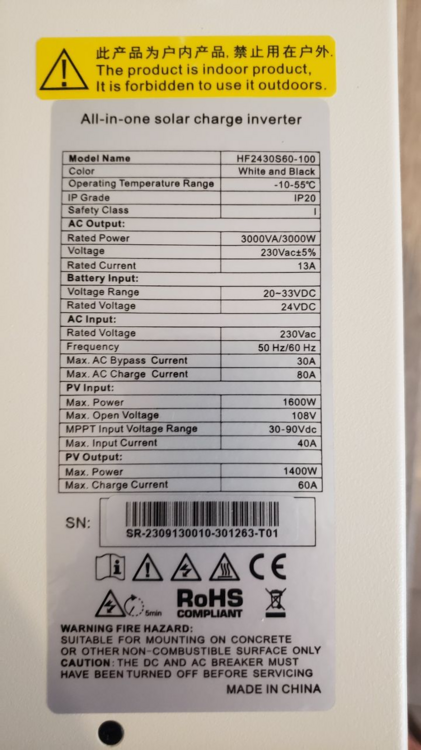 此产品为户内产品,禁止用在户外.
The product is indoor product,
It is forbidden to use it outdoors.
All-in-one solar charge inverter
Model Name HF2430S60-100
Color White and Black
Operating Temperature Range -10-55℃
IP Grade IP20
Safety Class I
AC Output:
Rated Power 3000VA/3000W
Voltage 230Vac±5%
Rated Current 13A
Battery Input:
Voltage Range 20~33VDC
Rated Voltage 24VDC
AC Input:
Rated Voltage 230Vac
Frequency 50 Hz/60 Hz
Max. AC Bypass Current 30A
Max. AC Charge Current 80A
PV Input:
Max. Power 1600W
Max. Open Voltage 108V
MPPT Input Voltage Range 30-90Vdc
Max. Input Current 40A
PV Output:
Max. Power 1400W
Max. Charge Current 60A
SN:
SR-2309130010-301263-T01
CE
5min RoHS
COMPLIANT
WARNING FIRE HAZARD:
SUITABLE FOR MOUNTING ON CONCRETE
OR OTHER NON-COMBUSTIBLE SURFACE ONLY
CAUTION: THE DC AND AC BREAKER MUST
HAVE BEEN TURNED OFF BEFORE SERVICING
MADE IN CHINA